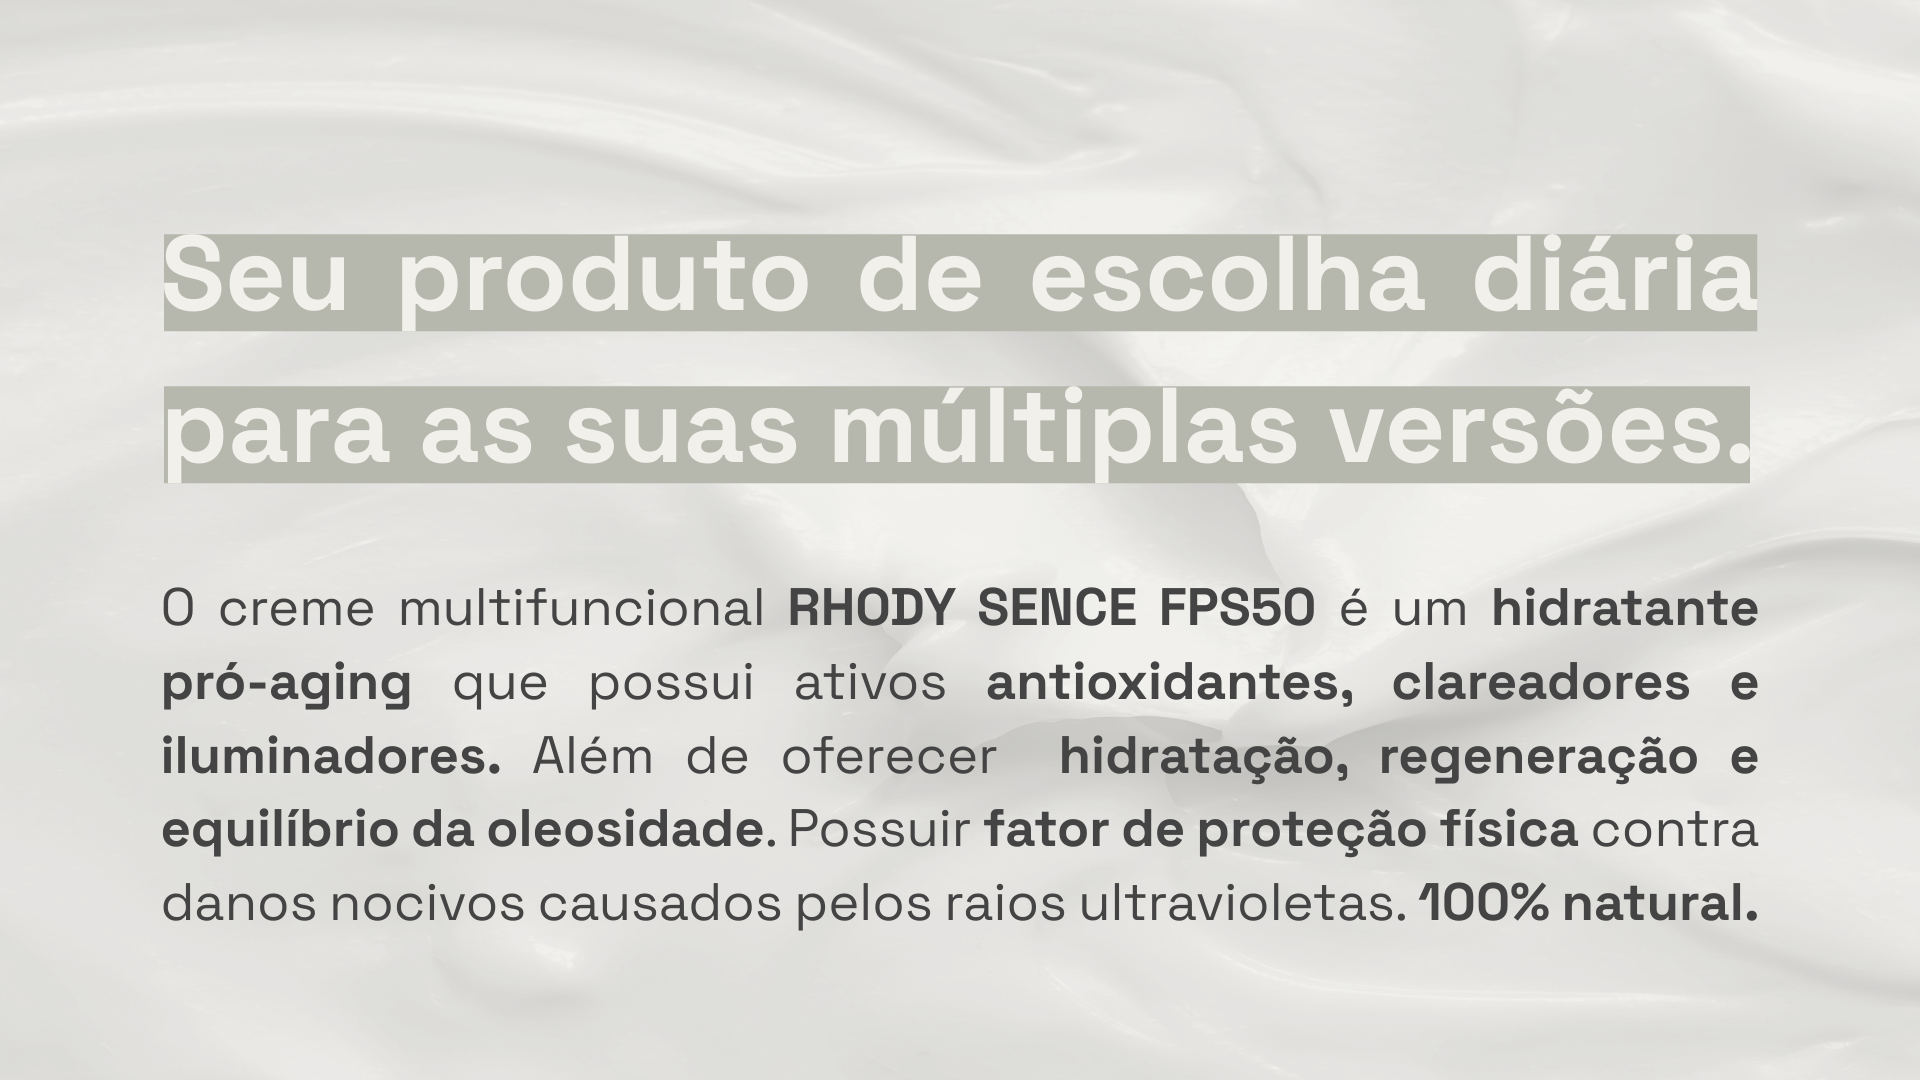 Seu produto de escolha diária
para as suas múltiplas versões.
O creme multifuncional RHODY SENCE FPS50 é um hidratante
pró-aging que possui ativos antioxidantes, clareadores e
iluminadores. Além de oferecer hidratação, regeneração e
equilíbrio da oleosidade. Possuir fator de proteção física contra
danos nocivos causados pelos raios ultravioletas. 100% natural.